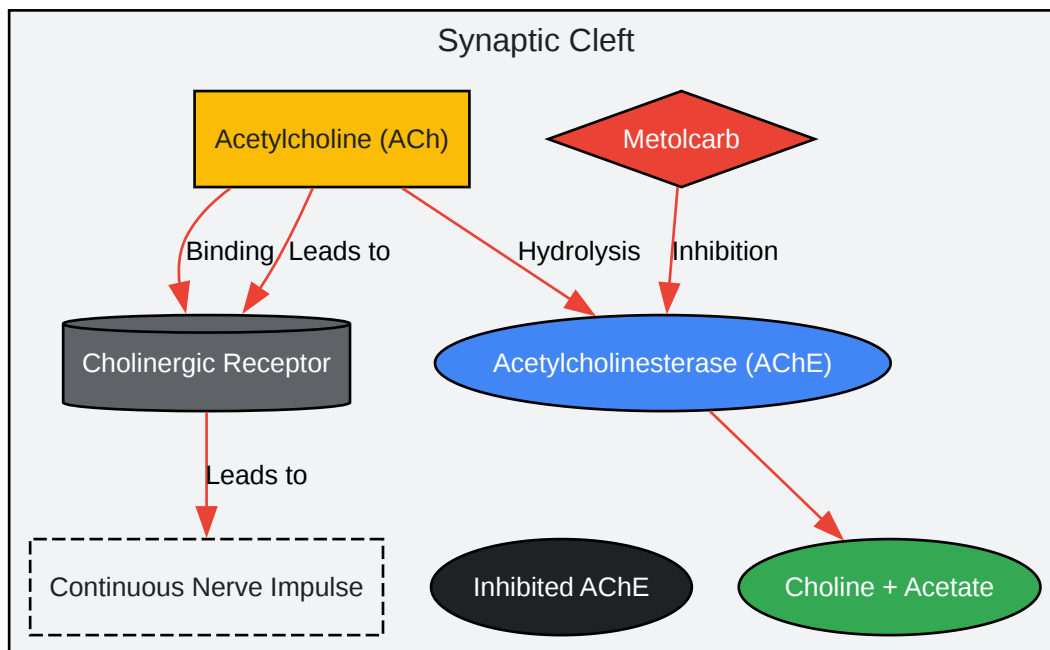 Synaptic Cleft
Acetylcholine (ACh)
Metolcarb
Binding
Leads to
Hydrolysis
Inhibition
Cholinergic Receptor
Acetylcholinesterase (AChE)
Leads to
Continuous Nerve Impulse
Inhibited AChE
Choline + Acetate